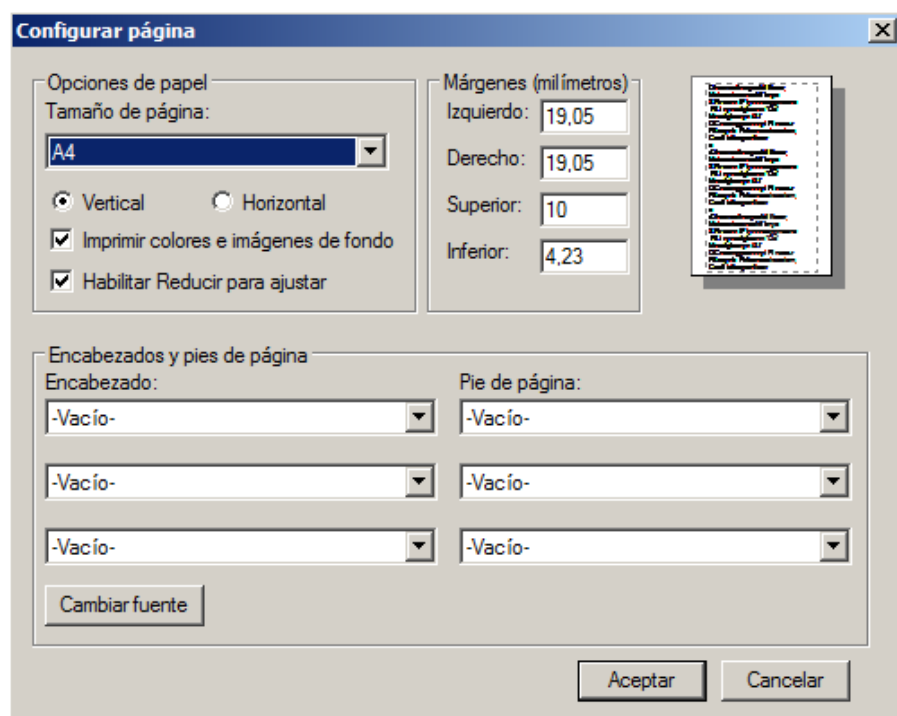 Configurar página
Opciones de papel
Tamaño de página:
A4
Vertical
Horizontal
Imprimir colores e imágenes de fondo
Habilitar Reducir para ajustar
Márgenes (milímetros)
Izquierdo: 19,05
Derecho: 19,05
Superior: 10
Inferior: 4,23
Encabezados y pies de página
Encabezado:
Pie de página:
-Vacío-
-Vacío-
-Vacío-
-Vacío-
-Vacío-
-Vacío-
Cambiar fuente
Aceptar
Cancelar